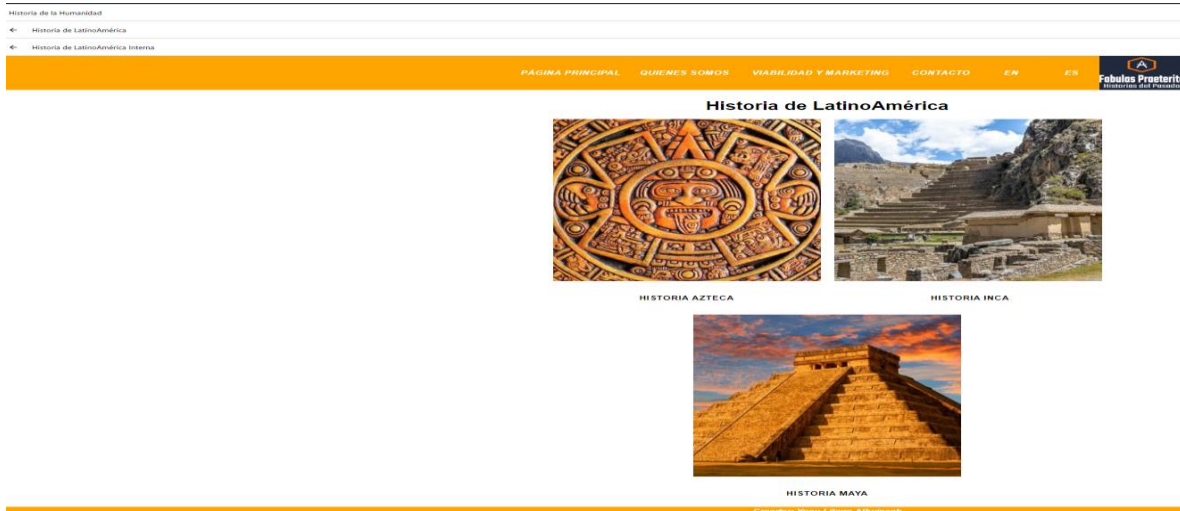 Historia de la Humanidad
← Historia de LatinoAmérica
← Historia de LatinoAmérica Interna
PÁGINA PRINCIPAL QUIENES SOMOS VIABILIDAD Y MARKETING CONTACTO EN ES
Fabulas Praeterit
Historias del Pasado
Historia de LatinoAmérica
HISTORIA AZTECA HISTORIA INCA
HISTORIA MAYA